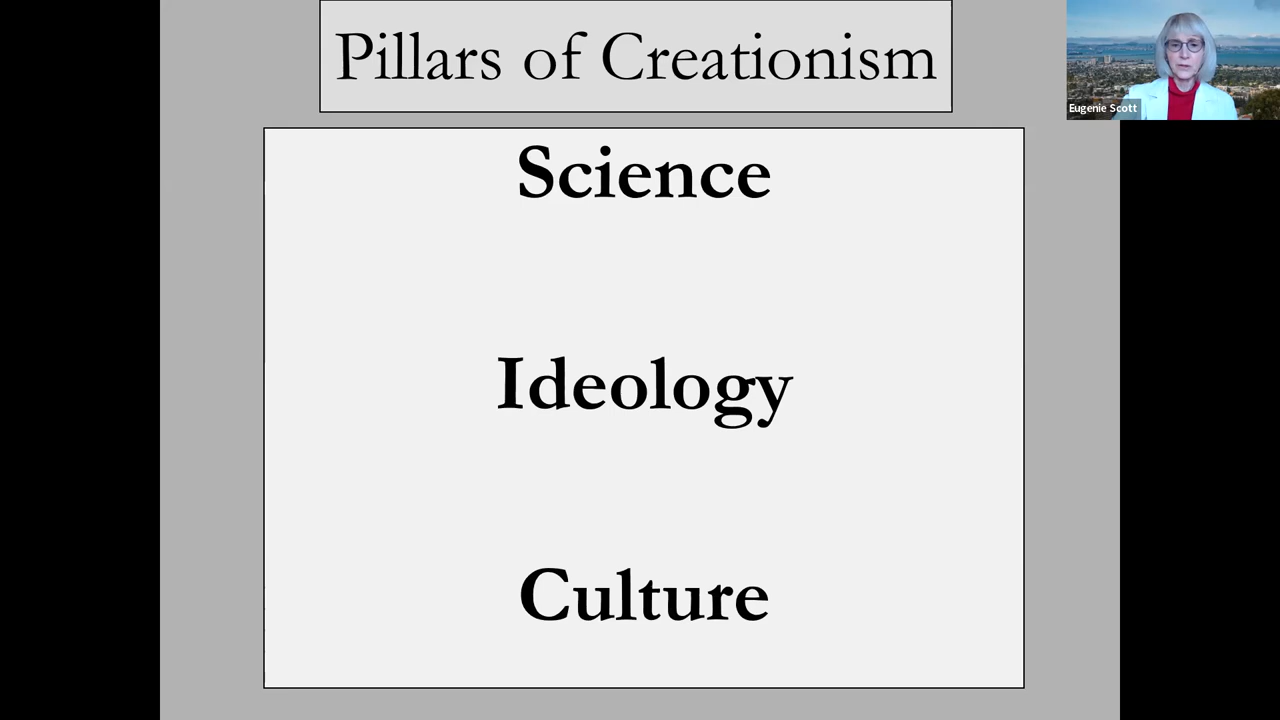 Pillars of Creationism
Eugenie Scott
Science
Ideology
Culture